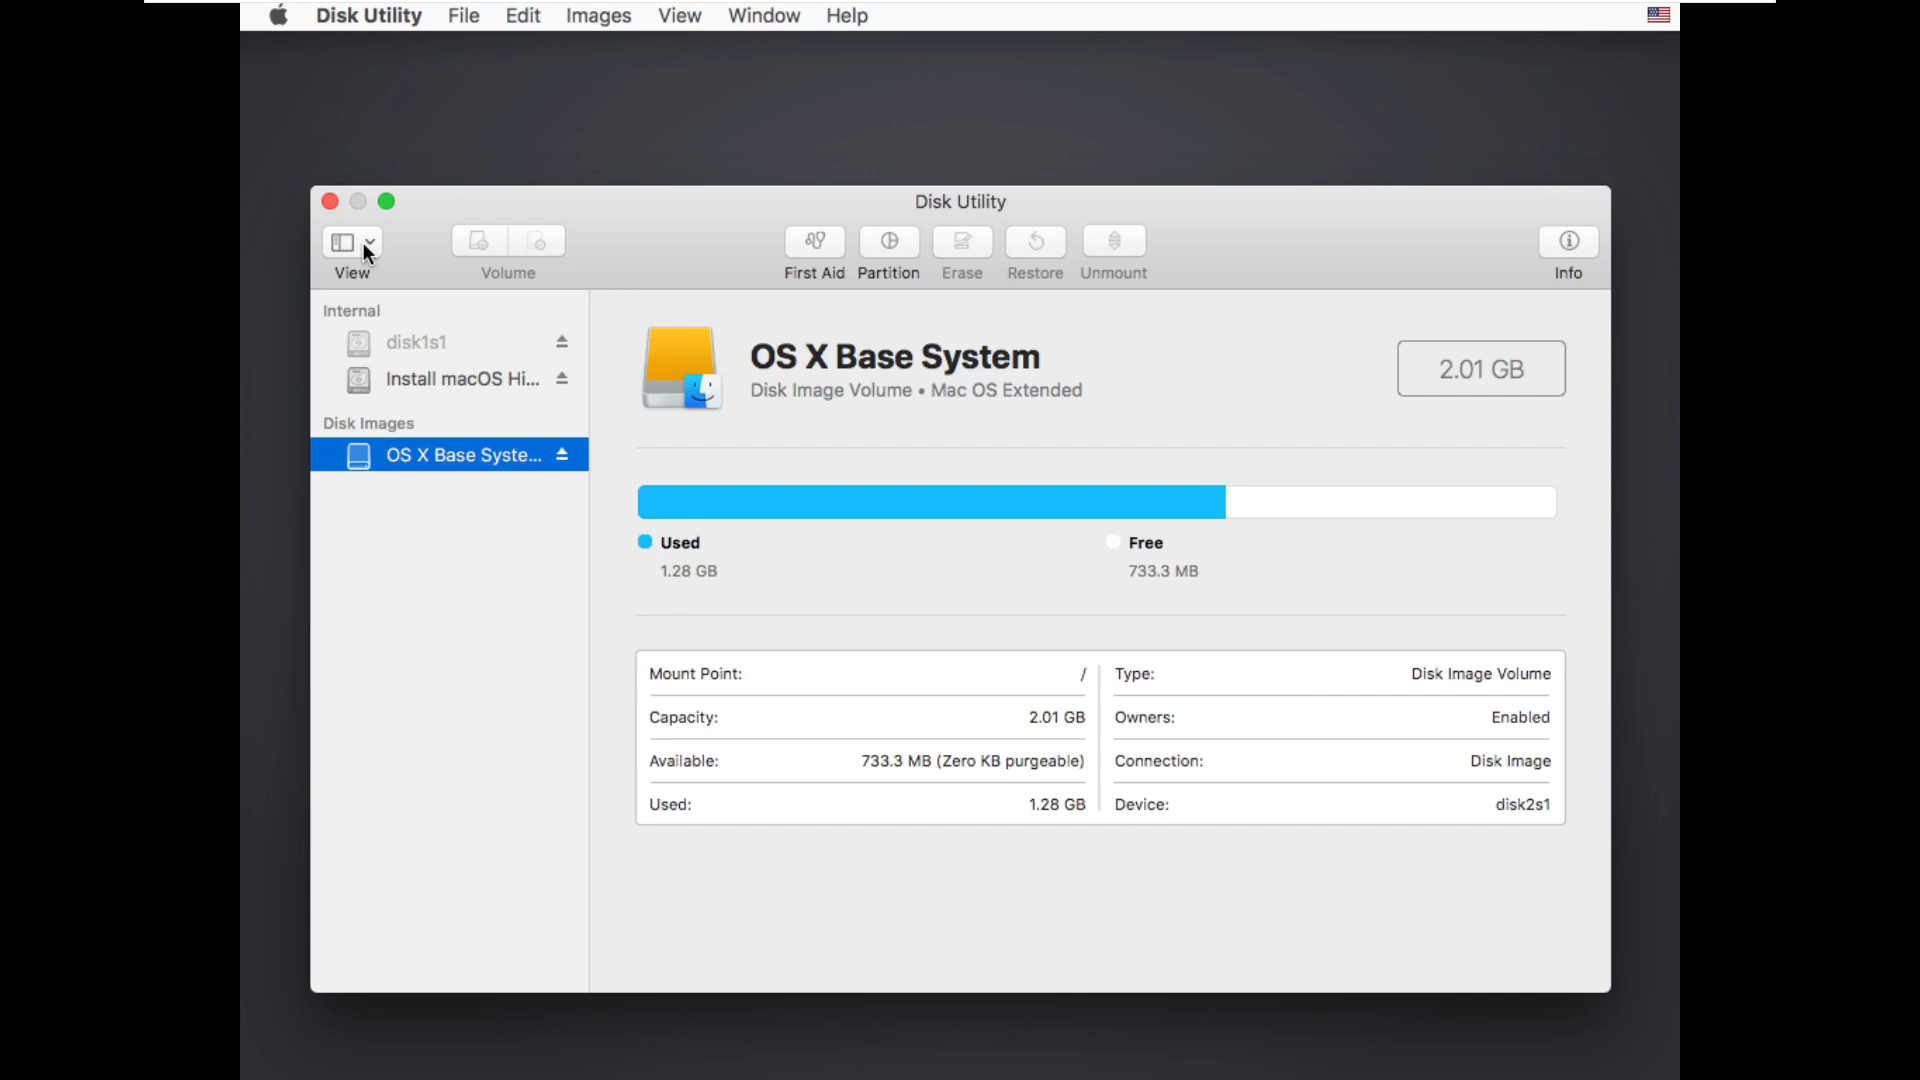 Disk Utility File Edit Images View Window Help
Disk Utility
View Volume First Aid Partition Erase Restore Unmount Info
Internal
disk1s1
Install macOS Hi...
Disk Images
OS X Base Syste...
OS X Base System
Disk Image Volume • Mac OS Extended
2.01 GB
Used
1.28 GB
Free
733.3 MB
Mount Point: /
Capacity: 2.01 GB
Available: 733.3 MB (Zero KB purgeable)
Used: 1.28 GB
Type: Disk Image Volume
Owners: Enabled
Connection: Disk Image
Device: disk2s1